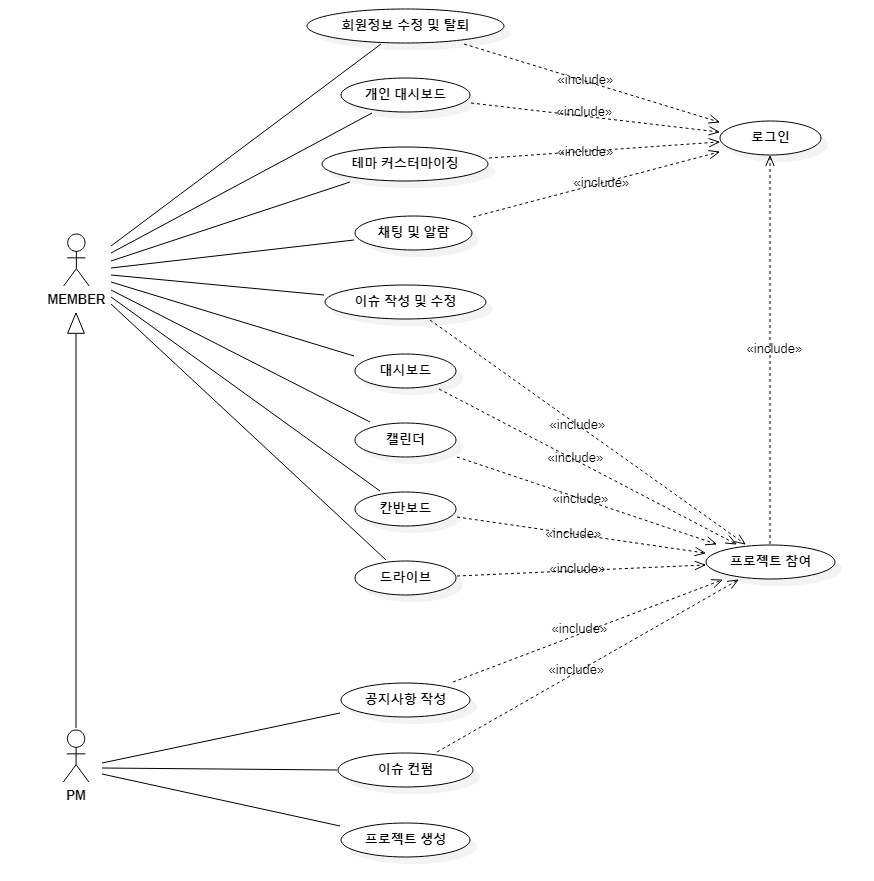 회원정보 수정 및 탈퇴
«include»
개인 대시보드
«include»
로그인
테마 커스터마이징
«include»
«include»
채팅 및 알람
MEMBER
이슈 작성 및 수정
«include»
대시보드
«include»
캘린더
«include»
«include»
칸반보드
«include»
프로젝트 참여
드라이브
«include»
«include»
«include»
공지사항 작성
이슈 컨펌
PM
프로젝트 생성